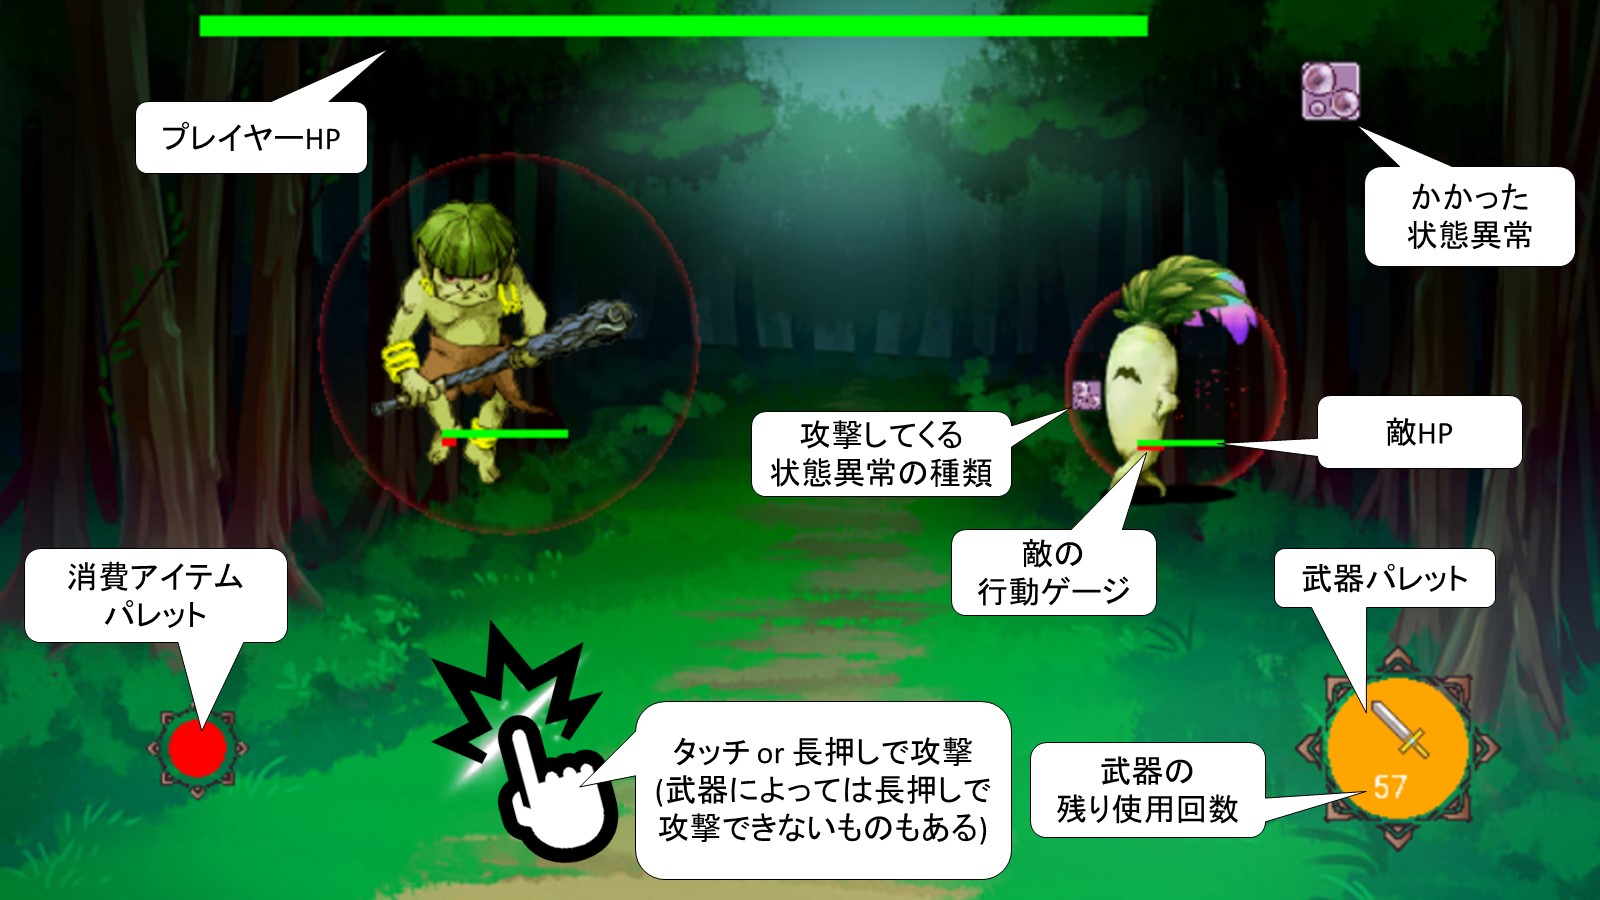 プレイヤーHP
かかった
状態異常
攻撃してくる
状態異常の種類
敵HP
敵の
行動ゲージ
消費アイテム
パレット
武器パレット
タッチ or 長押しで攻撃
(武器によっては長押しで
攻撃できないものもある)
武器の
残り使用回数
57